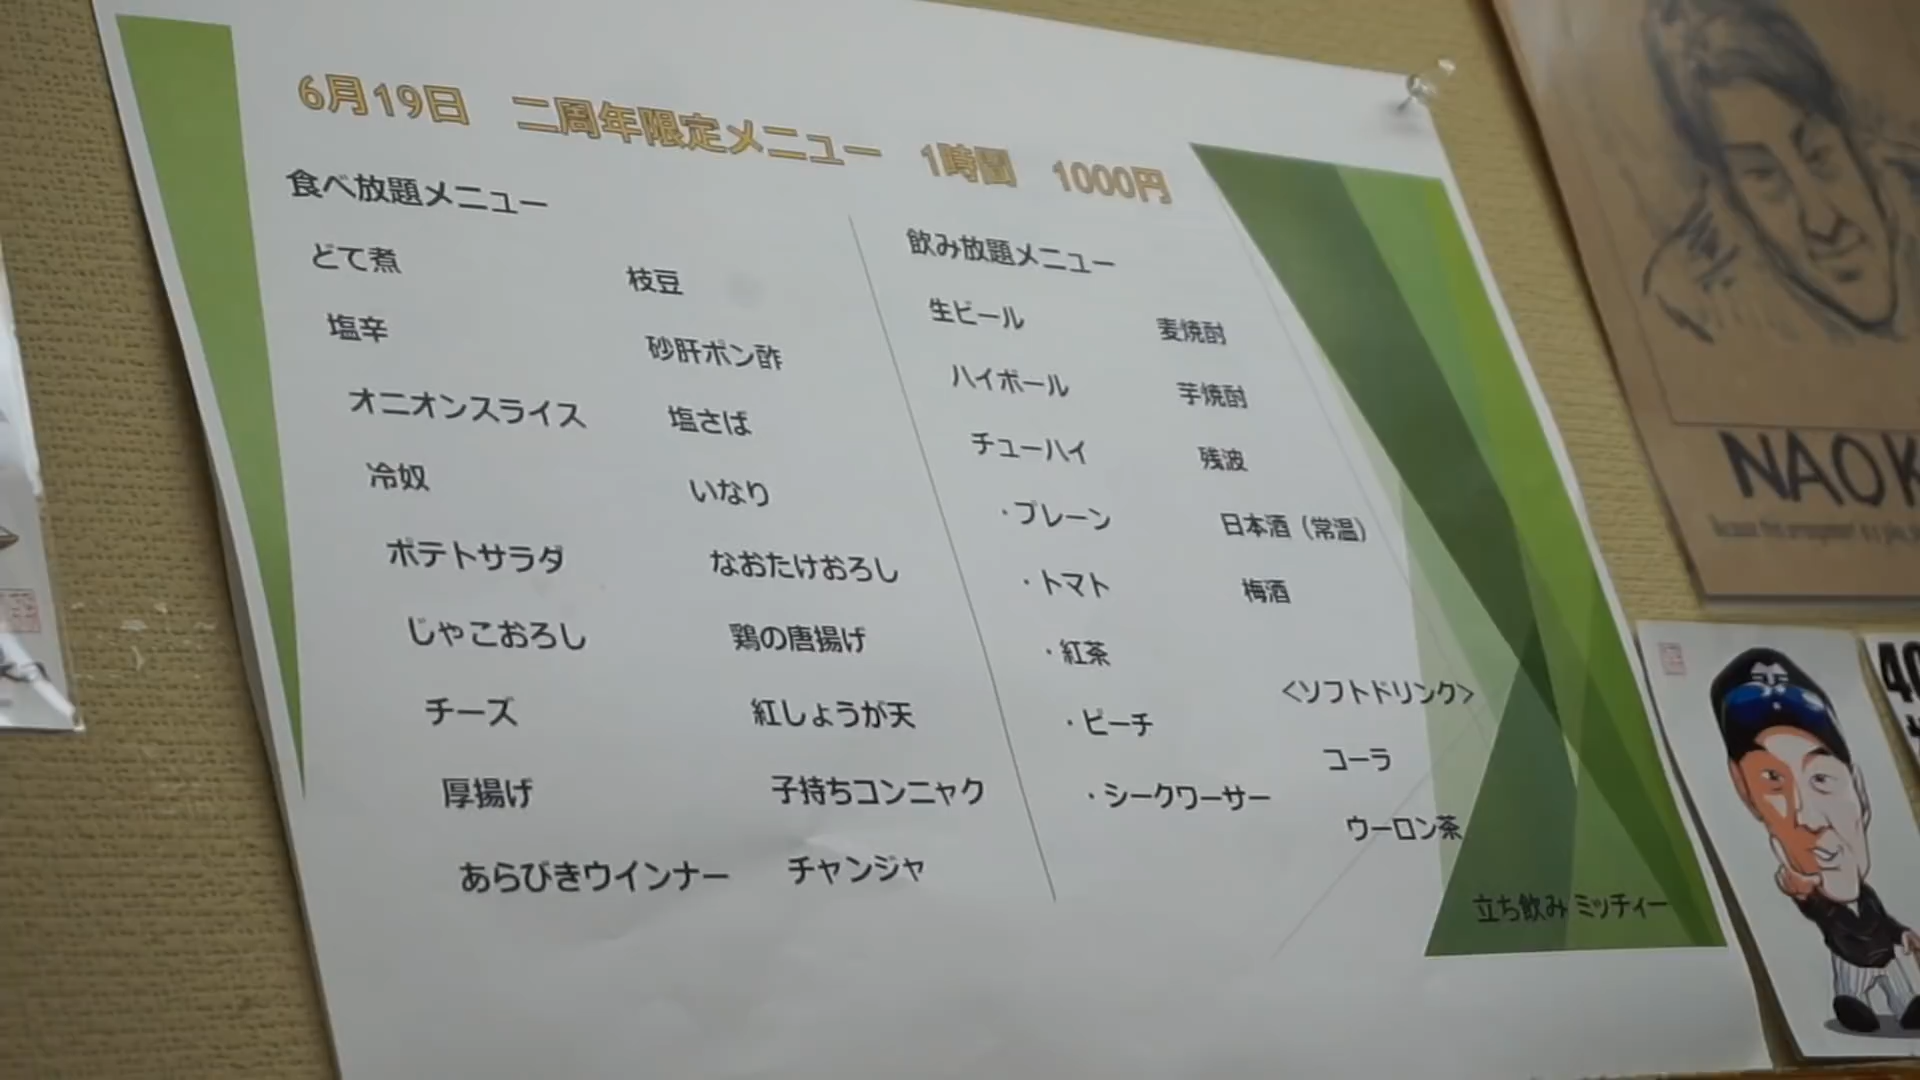 6月19日　二周年限定メニュー　1時間　1000円
食べ放題メニュー
どて煮
塩辛
オニオンスライス
冷奴
ポテトサラダ
じゃこおろし
チーズ
厚揚げ
あらびきウインナー
枝豆
砂肝ポン酢
塩さば
いなり
なおたけおろし
鶏の唐揚げ
紅しょうが天
子持ちコンニャク
チャンジャ
飲み放題メニュー
生ビール
ハイボール
チューハイ
・プレーン
・トマト
・紅茶
・ピーチ
・シークワーサー
麦焼酎
芋焼酎
残波
日本酒（常温）
梅酒
<ソフトドリンク>
コーラ
ウーロン茶
立ち飲み ミッティー
NAOK
40